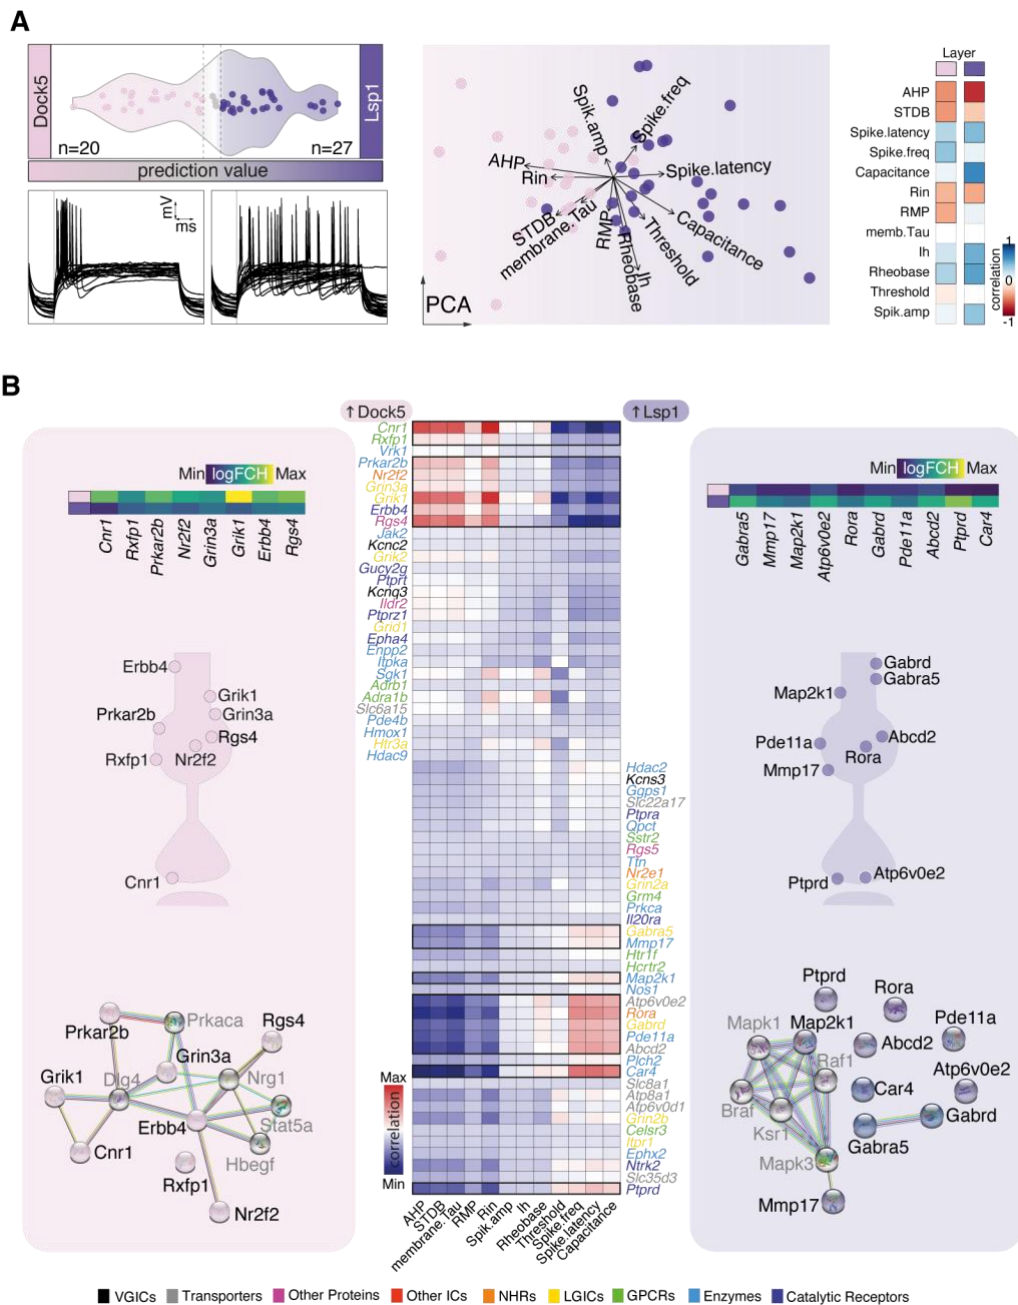 A
Dock5
Lsp1
n=20
n=27
prediction value
mV
ms
Spik.amp
Spike.freq
AHP
Rin
Spike.latency
STDB
membrane.Tau
RMP
Rheobase
Ih
Threshold
Capacitance
PCA
Layer
AHP
STDB
Spike.latency
Spike.freq
Capacitance
Rin
RMP
memb.Tau
Ih
Rheobase
Threshold
Spik.amp
1
0
-1
correlation
B
↑ Dock5
↑ Lsp1
Min logFCH Max
Cnr1
Rxfp1
Prkar2b
Nr2f2
Grin3a
Grik1
Erbb4
Rgs4
Erbb4
Grik1
Grin3a
Prkar2b
Rgs4
Rxfp1
Nr2f2
Cnr1
Prkar2b
Prkaca
Rgs4
Grin3a
Grik1
Dlg4
Nrg1
Erbb4
Stat5a
Cnr1
Hbegf
Rxfp1
Nr2f2
Cnr1
Rxfp1
Vrk1
Prkar2b
Nr2f2
Grin3a
Grik1
Erbb4
Rgs4
Jak2
Kcnc2
Grik2
Gucy2g
Ptprt
Kcnq3
Ildr2
Ptprz1
Grid1
Epha4
Enpp2
Itpka
Sgk1
Adrb1
Adra1b
Slc6a15
Pde4b
Hmox1
Htr3a
Hdac9
Hdac2
Kcns3
Ggps1
Slc22a17
Ptpra
Qpct
Sstr2
Rgs5
Ttn
Nr2e1
Grin2a
Grm4
Prkca
Il20ra
Gabra5
Mmp17
Htr1f
Hcrtr2
Map2k1
Nos1
Atp6v0e2
Rora
Gabrd
Pde11a
Abcd2
Plch2
Car4
Slc8a1
Atp8a1
Atp6v0d1
Grin2b
Celsr3
Itpr1
Ephx2
Ntrk2
Slc35d3
Ptprd
Max
correlation
Min
AHP
STDB
membrane.Tau
RMP
Rin
Spik.amp
Ih
Rheobase
Threshold
Spike.freq
Spike.latency
Capacitance
Min logFCH Max
Gabra5
Mmp17
Map2k1
Atp6v0e2
Rora
Gabrd
Pde11a
Abcd2
Ptprd
Car4
Gabrd
Gabra5
Map2k1
Pde11a
Abcd2
Rora
Mmp17
Ptprd
Atp6v0e2
Ptprd
Rora
Mapk1
Map2k1
Pde11a
Abcd2
Raf1
Atp6v0e2
Car4
Braf
Gabrd
Ksr1
Gabra5
Mapk3
Mmp17
VGICs
Transporters
Other Proteins
Other ICs
NHRs
LGICs
GPCRs
Enzymes
Catalytic Receptors